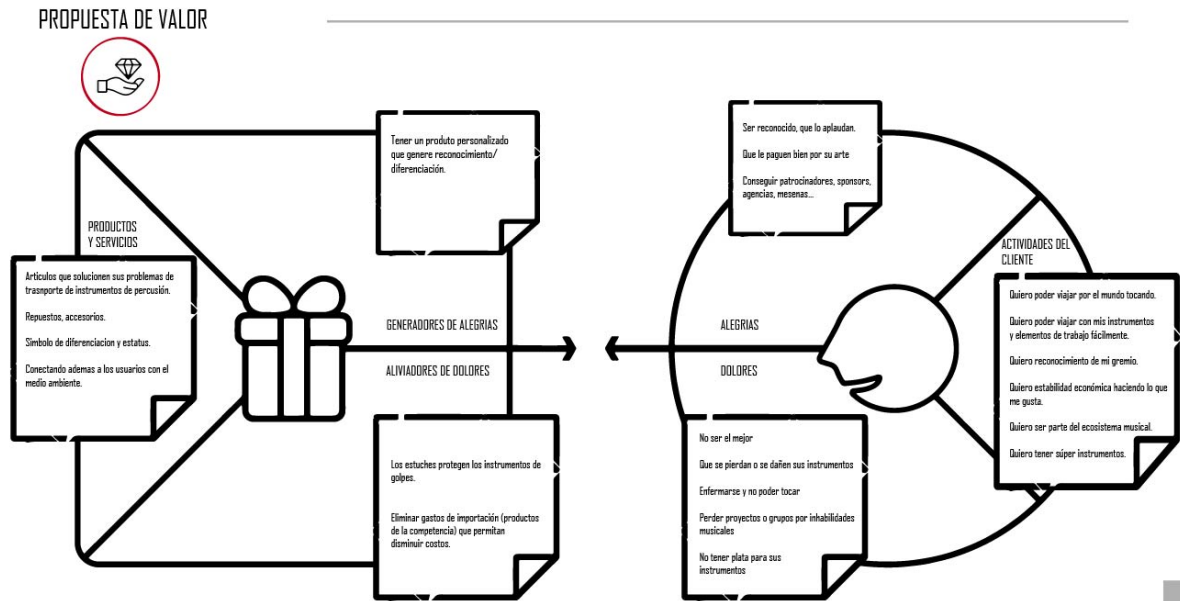 PROPUESTA DE VALOR
Tener un produto personalizado
que genere reconocimiento/
diferenciación.
PRODUCTOS
Y SERVICIOS
Articulos que solucionen sus problemas de
trasnporte de instrumentos de percusión.
Repuestos, accesorios.
Simbolo de diferenciacion y estatus.
Conectando ademas a los usuarios con el
medio ambiente.
GENERADORES DE ALEGRIAS
ALIVIADORES DE DOLORES
Los estuches protegen los instrumentos de
golpes.
Eliminar gastos de importación (productos
de la competencia) que permitan
disminuir costos.
Ser reconocido, que lo aplaudan.
Que le paguen bien por su arte
Conseguir patrocinadores, sponsors,
agencias, mesenas...
ALEGRIAS
DOLORES
ACTIVIDADES DEL
CLIENTE
Quiero poder viajar por el mundo tocando.
Quiero poder viajar con mis instrumentos
y elementos de trabajo fácilmente.
Quiero reconocimiento de mi gremio.
Quiero estabilidad económica haciendo lo que
me gusta.
Quiero ser parte del ecosistema musical.
Quiero tener súper instrumentos.
No ser el mejor
Que se pierdan o se dañen sus instrumentos
Enfermarse y no poder tocar
Perder proyectos o grupos por inhabilidades
musicales
No tener plata para sus
instrumentos